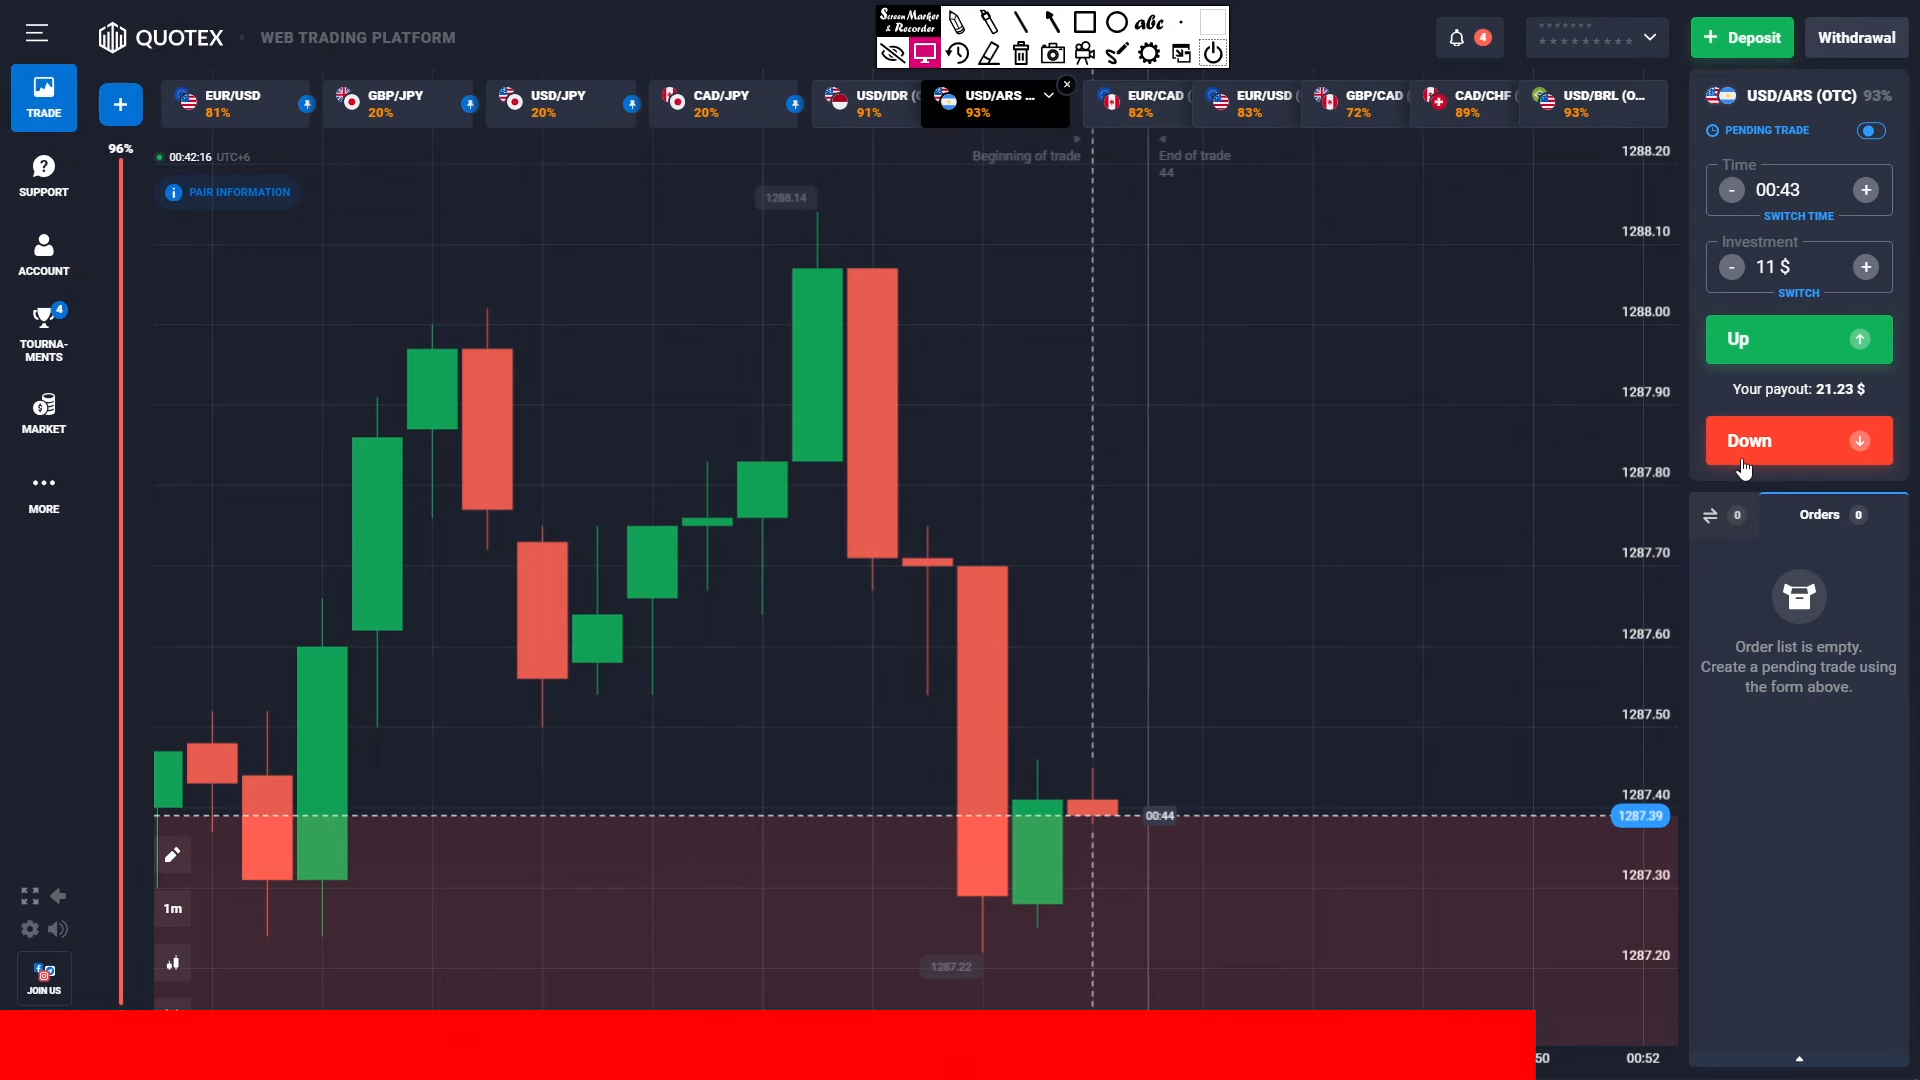 QUOTEX
WEB TRADING PLATFORM
Screen Marker
& Recorder
abc
4
*******
*********
+ Deposit
Withdrawal
TRADE
+
EUR/USD
81%
GBP/JPY
20%
USD/JPY
20%
CAD/JPY
20%
USD/IDR (
91%
USD/ARS ...
93%
EUR/CAD (
82%
EUR/USD (
83%
GBP/CAD
72%
CAD/CHF (
89%
USD/BRL (O...
93%
USD/ARS (OTC) 93%
PENDING TRADE
96%
00:42:16 UTC+6
PAIR INFORMATION
Beginning of trade
End of trade
44
SUPPORT
ACCOUNT
4
TOURNA-
MENTS
MARKET
MORE
JOIN US
1288.14
1287.22
1288.20
1288.10
1288.00
1287.90
1287.80
1287.70
1287.60
1287.50
1287.40
00:44
1287.39
1287.30
1287.20
1m
50
00:52
Time
- 00:43 +
SWITCH TIME
Investment
- 11 $ +
SWITCH
Up
Your payout: 21.23 $
Down
0
Orders 0
Order list is empty.
Create a pending trade using
the form above.